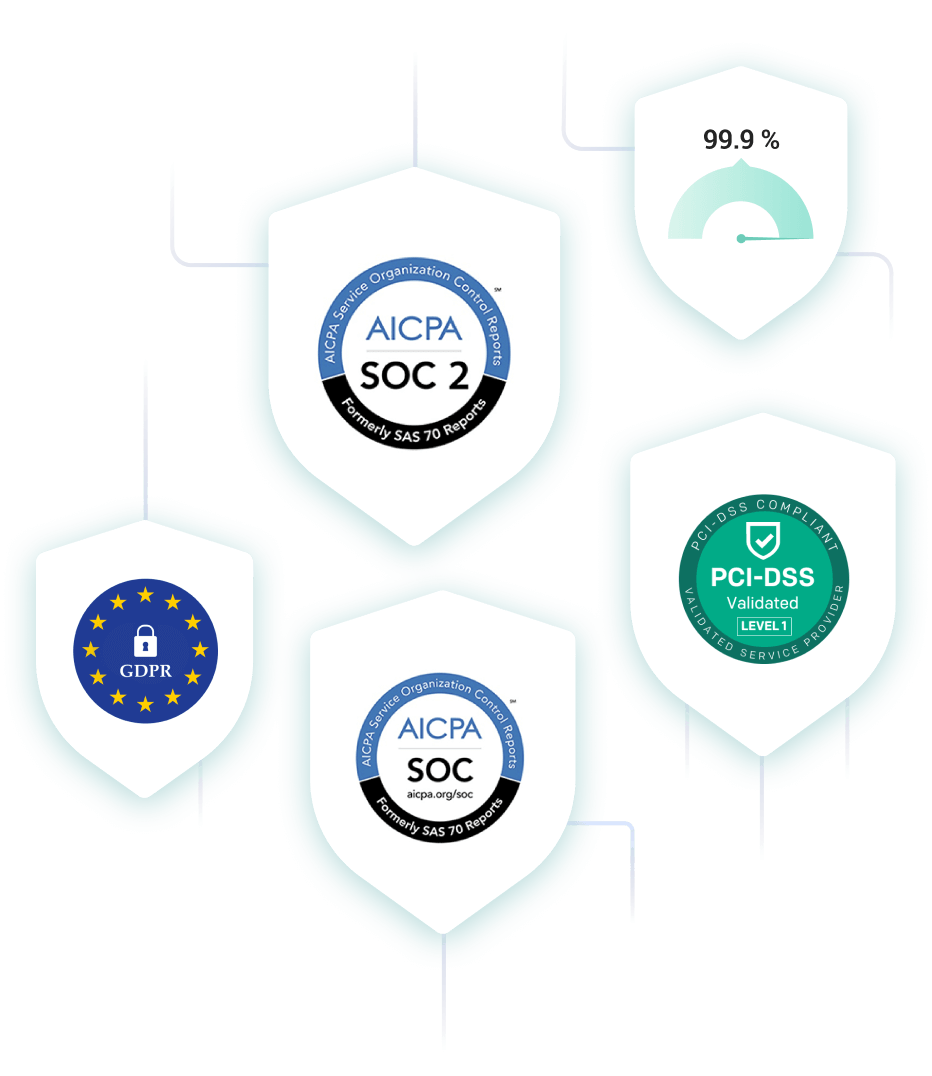 99.9 %
AICPA Service Organization Control Reports
SM
AICPA
SOC 2
Formerly SAS 70 Reports
PCI-DSS COMPLIANT
PCI-DSS
Validated
LEVEL 1
VALIDATED SERVICE PROVIDER
GDPR
AICPA Service Organization Control Reports
SM
AICPA
SOC
aicpa.org/soc
Formerly SAS 70 Reports